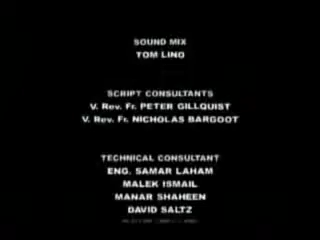 SOUND MIX
TOM LINO
SCRIPT CONSULTANTS
V. Rev. Fr. PETER GILLQUIST
V. Rev. Fr. NICHOLAS BARGOOT
TECHNICAL CONSULTANT
ENG. SAMAR LAHAM
MALEK ISMAIL
MANAR SHAHEEN
DAVID SALTZ